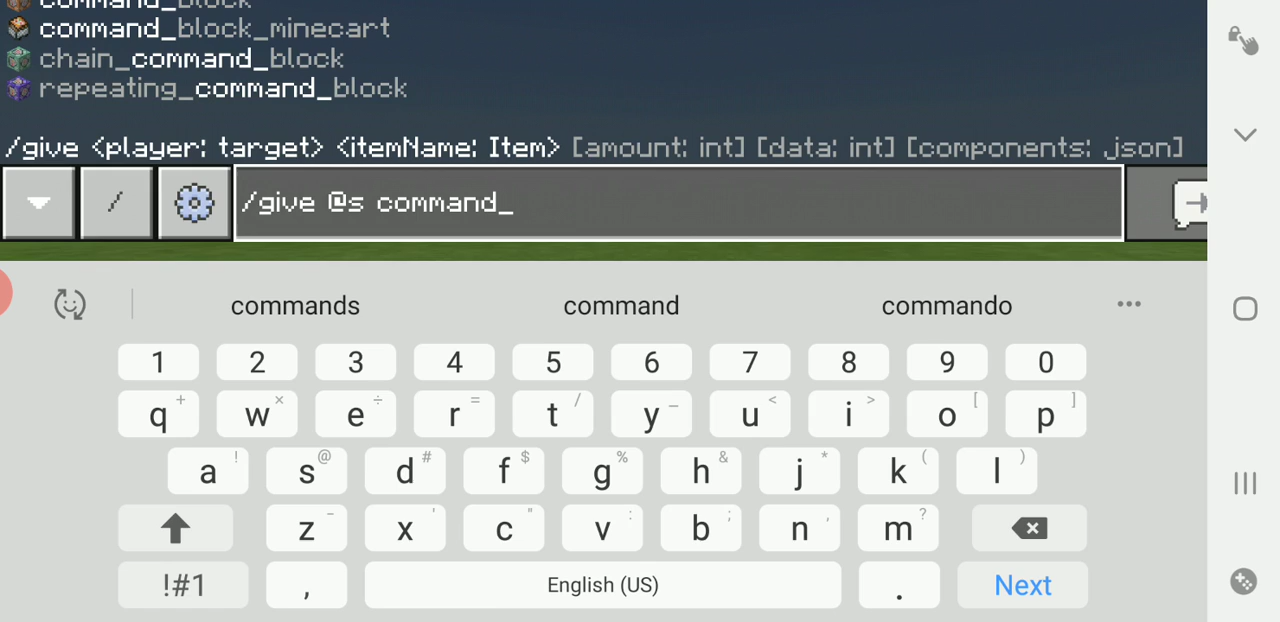 command_block
command_block_minecart
chain_command_block
repeating_command_block
/give <player: target> <itemName: Item> [amount: int] [data: int] [components: .json]
/ /give @s command_
commands command commando •••
1 2 3 4 5 6 7 8 9 0
q + w × e ÷ r = t / y _ u < i > o [ p ]
a ! s @ d # f $ g % h & j * k ( l )
z - x ' c " v : b ; n , m ?
!#1 , English (US) . Next